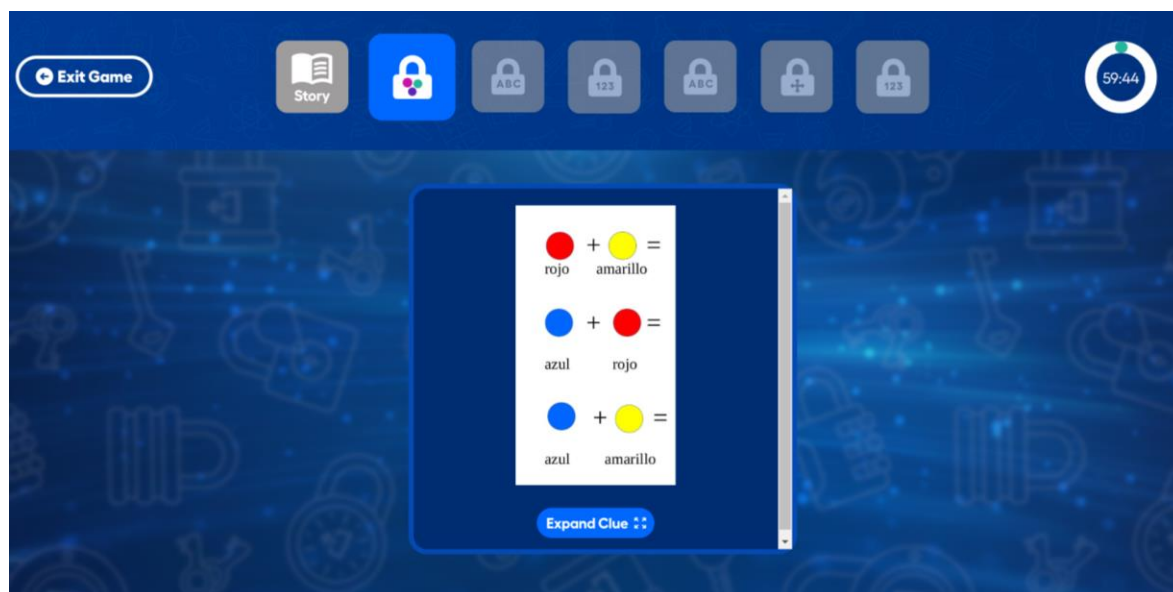 Exit Game
Story
ABC
123
ABC
123
59:44
+ =
rojo amarillo
+ =
azul rojo
+ =
azul amarillo
Expand Clue